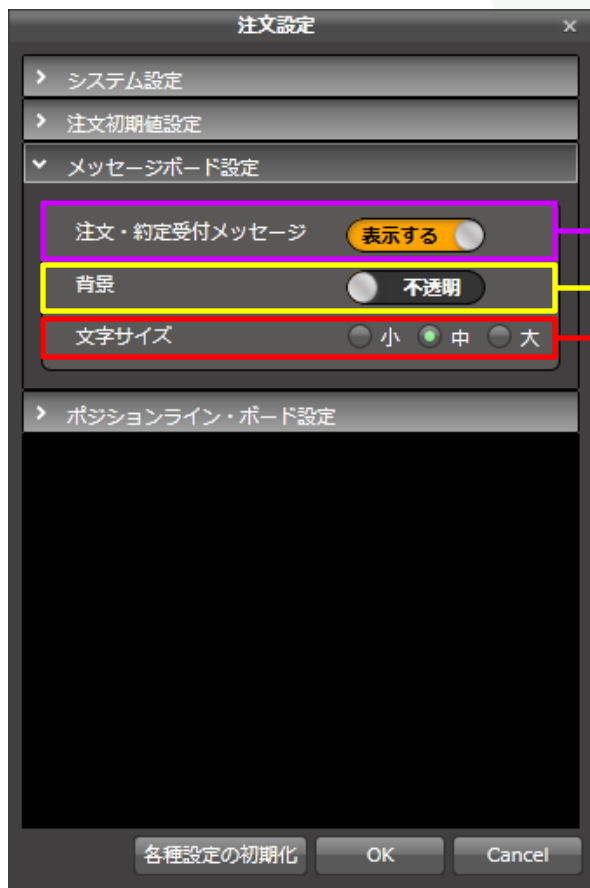 注文設定 ×
システム設定
注文初期値設定
メッセージボード設定
注文・約定受付メッセージ 表示する
背景 不透明
文字サイズ 小 中 大
ポジションライン・ボード設定
各種設定の初期化 OK Cancel